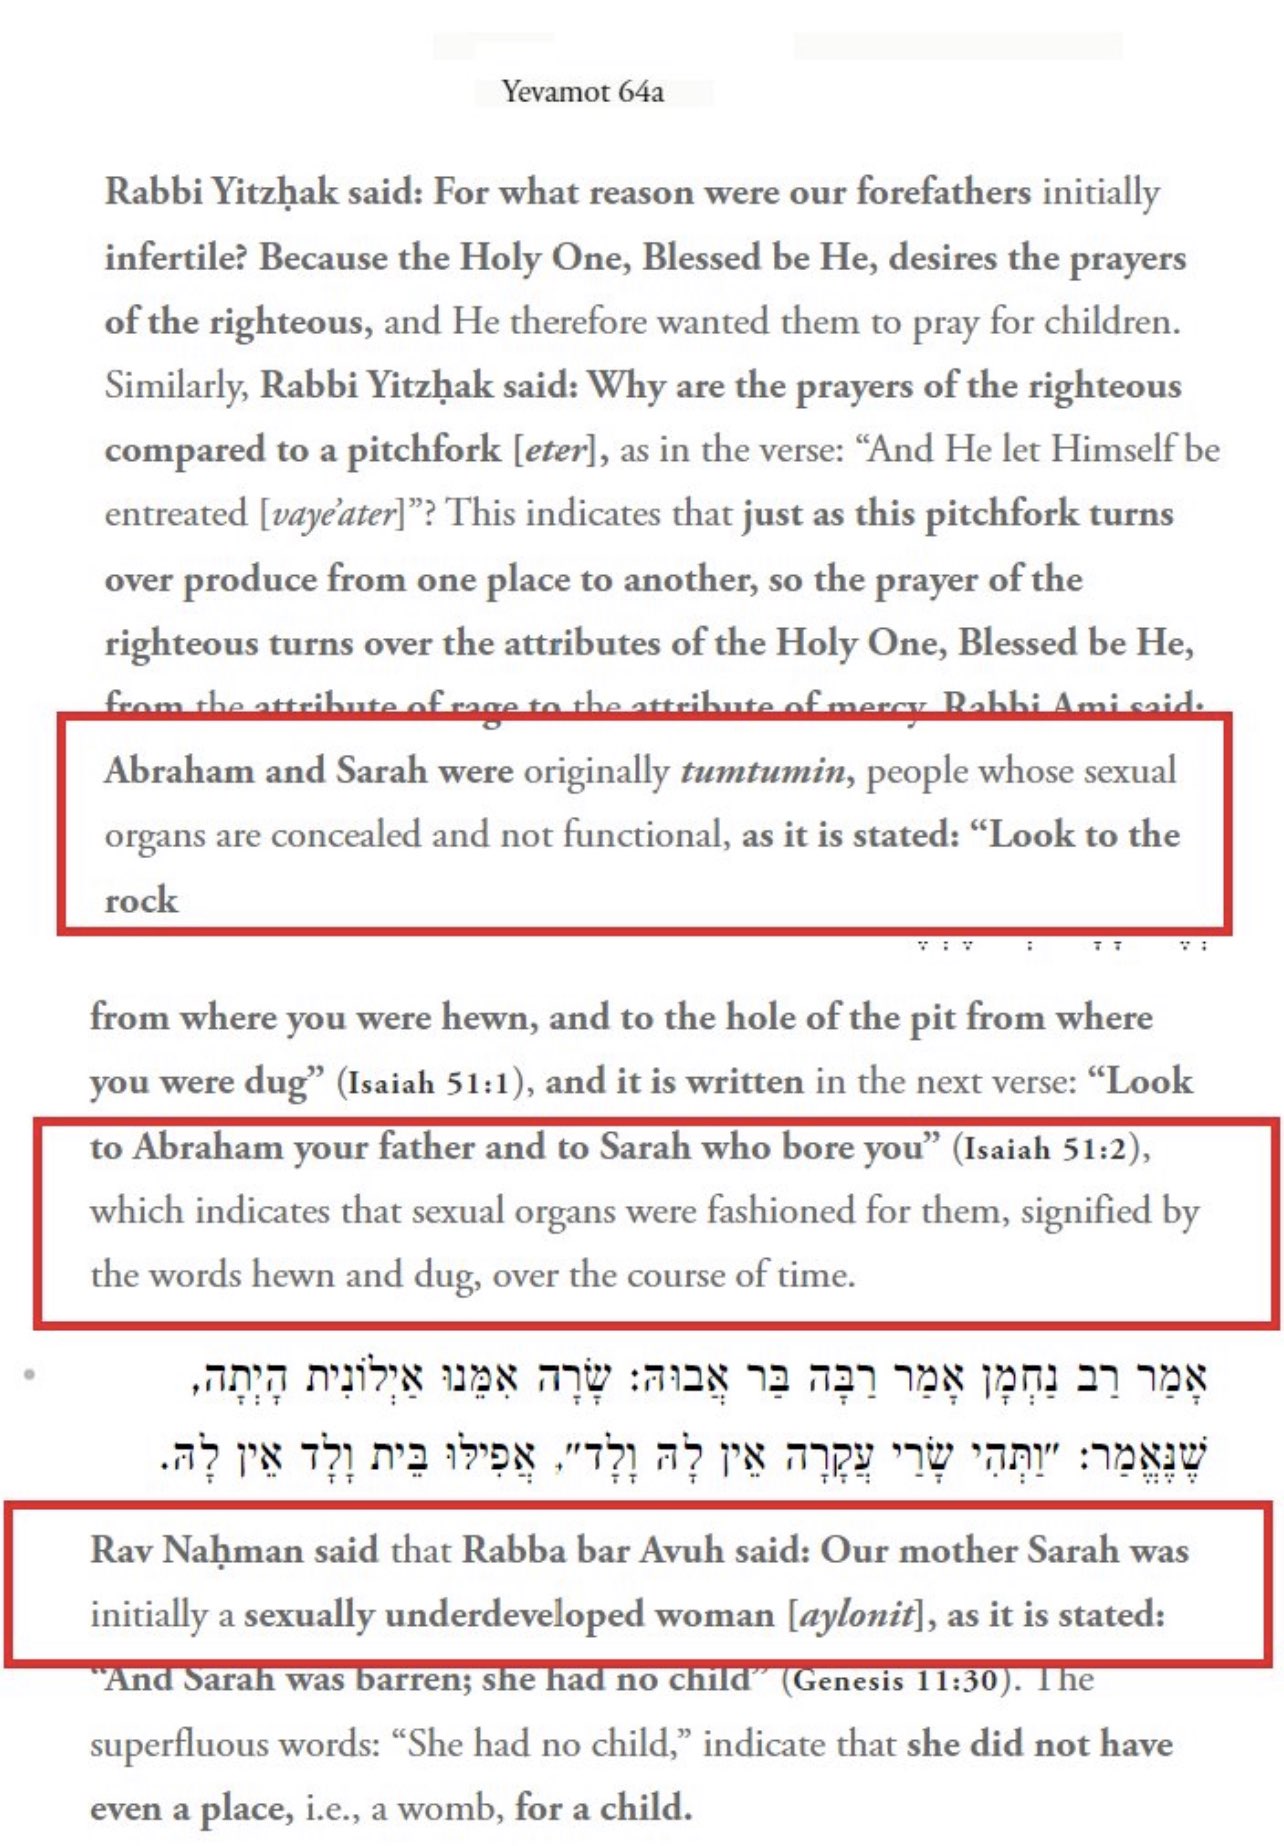 Yevamot 64a
Rabbi Yitzḥak said: For what reason were our forefathers initially
infertile? Because the Holy One, Blessed be He, desires the prayers
of the righteous, and He therefore wanted them to pray for children.
Similarly, Rabbi Yitzḥak said: Why are the prayers of the righteous
compared to a pitchfork [eter], as in the verse: “And He let Himself be
entreated [vaye’ater]”? This indicates that just as this pitchfork turns
over produce from one place to another, so the prayer of the
righteous turns over the attributes of the Holy One, Blessed be He,
from the attribute of rage to the attribute of mercy. Rabbi Ami said:
Abraham and Sarah were originally tumtumin, people whose sexual
organs are concealed and not functional, as it is stated: “Look to the
rock
from where you were hewn, and to the hole of the pit from where
you were dug” (Isaiah 51:1), and it is written in the next verse: “Look
to Abraham your father and to Sarah who bore you” (Isaiah 51:2),
which indicates that sexual organs were fashioned for them, signified by
the words hewn and dug, over the course of time.
אָמַר רַב נַחְמָן אָמַר רַבָּה בַּר אֲבוּהּ: שָׂרָה אִמֵּנוּ אַיְלוֹנִית הָיְתָה,
שֶׁנֶּאֱמַר: ״וַתְּהִי שָׂרַי עֲקָרָה אֵין לָהּ וָלָד״, אֲפִילּוּ בֵּית וָלָד אֵין לָהּ.
Rav Naḥman said that Rabba bar Avuh said: Our mother Sarah was
initially a sexually underdeveloped woman [aylonit], as it is stated:
“And Sarah was barren; she had no child” (Genesis 11:30). The
superfluous words: “She had no child,” indicate that she did not have
even a place, i.e., a womb, for a child.